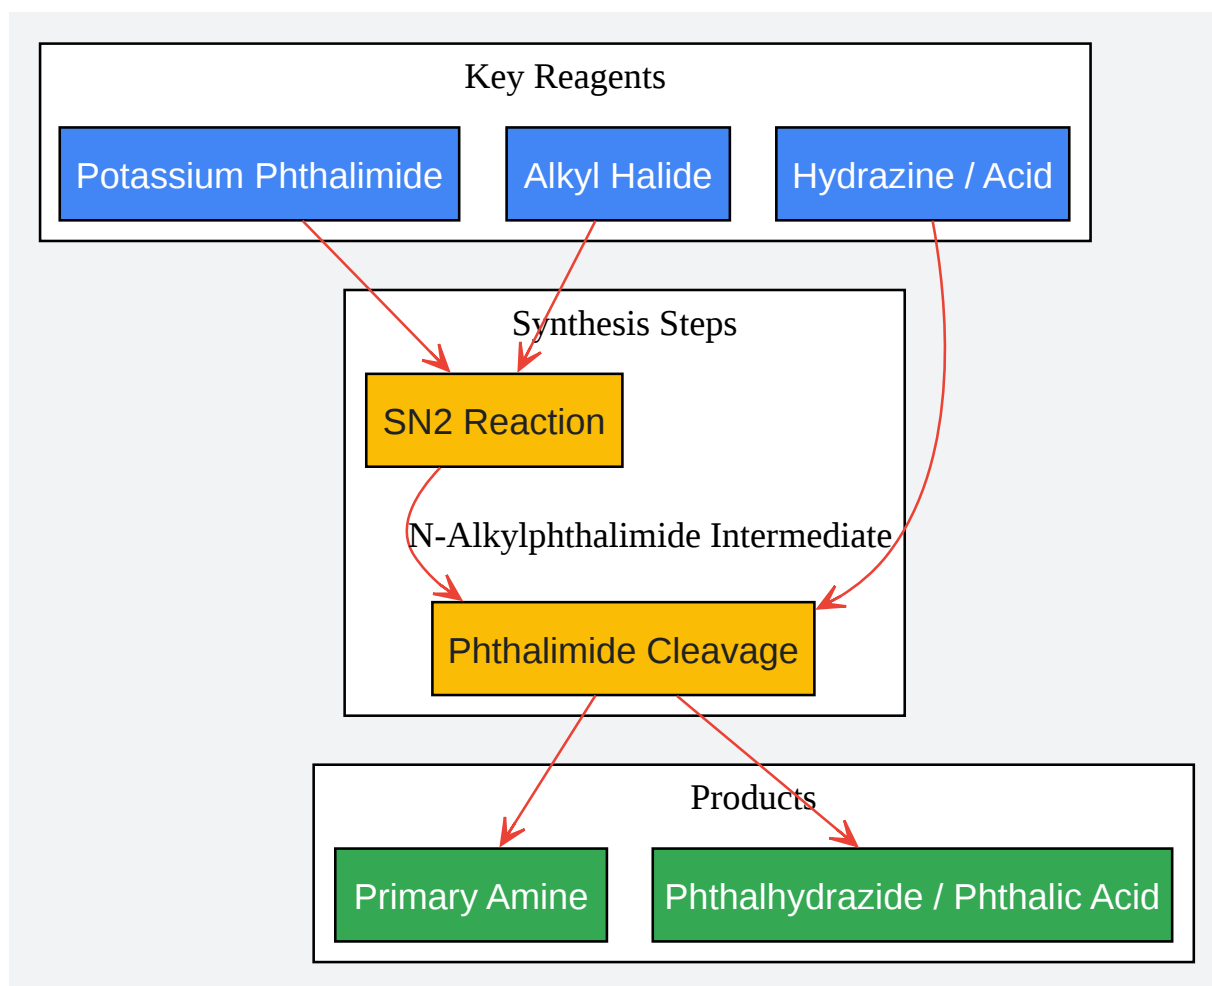 Key Reagents
Potassium Phthalimide
Alkyl Halide
Hydrazine / Acid
Synthesis Steps
SN2 Reaction
N-Alkylphthalimide Intermediate
Phthalimide Cleavage
Products
Primary Amine
Phthalhydrazide / Phthalic Acid